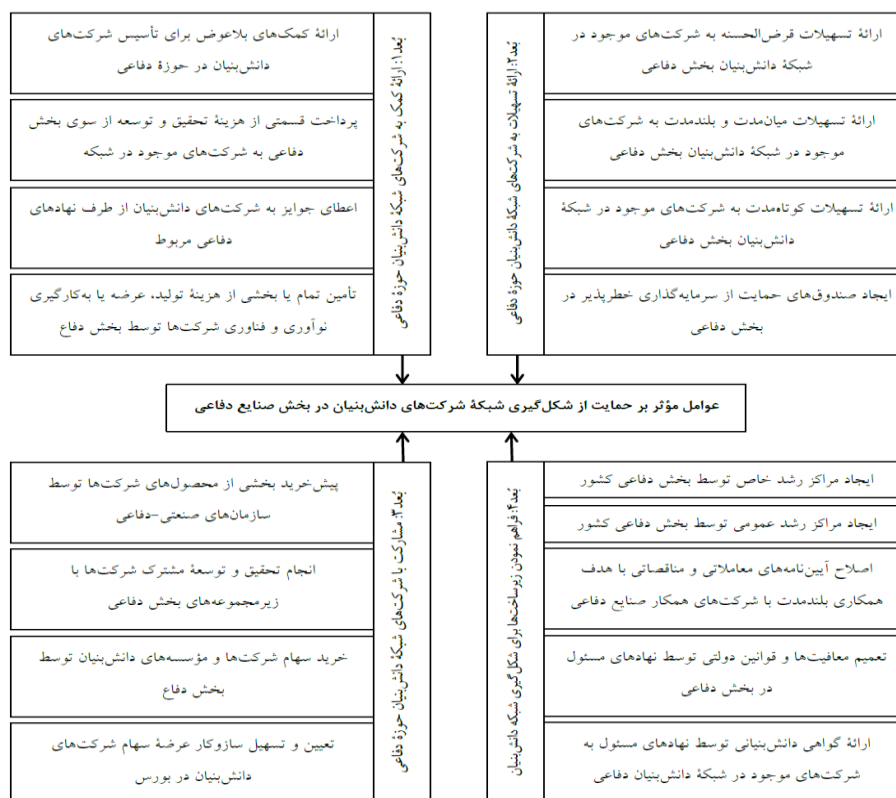 بُعد۱: ارائهٔ کمک به شرکت‌های شبکهٔ دانش‌بنیان حوزهٔ دفاعی
ارائهٔ کمک‌های بلاعوض برای تأسیس شرکت‌های
دانش‌بنیان در حوزهٔ دفاعی
پرداخت قسمتی از هزینهٔ تحقیق و توسعه از سوی بخش
دفاعی به شرکت‌های موجود در شبکه
اعطای جوایز به شرکت‌های دانش‌بنیان از طرف نهادهای
دفاعی مربوط
تأمین تمام یا بخشی از هزینهٔ تولید، عرضه یا به‌کارگیری
نوآوری و فناوری شرکت‌ها توسط بخش دفاع
بُعد۲: ارائهٔ تسهیلات به شرکت‌های شبکهٔ دانش‌بنیان حوزهٔ دفاعی
ارائهٔ تسهیلات قرض‌الحسنه به شرکت‌های موجود در
شبکهٔ دانش‌بنیان بخش دفاعی
ارائهٔ تسهیلات میان‌مدت و بلندمدت به شرکت‌های
موجود در شبکهٔ دانش‌بنیان بخش دفاعی
ارائهٔ تسهیلات کوتاه‌مدت به شرکت‌های موجود در شبکهٔ
دانش‌بنیان بخش دفاعی
ایجاد صندوق‌های حمایت از سرمایه‌گذاری خطرپذیر در
بخش دفاعی
عوامل مؤثر بر حمایت از شکل‌گیری شبکهٔ شرکت‌های دانش‌بنیان در بخش صنایع دفاعی
بُعد۳: مشارکت با شرکت‌های شبکهٔ دانش‌بنیان حوزهٔ دفاعی
پیش‌خرید بخشی از محصول‌های شرکت‌ها توسط
سازمان‌های صنعتی–دفاعی
انجام تحقیق و توسعهٔ مشترک شرکت‌ها با
زیرمجموعه‌های بخش دفاعی
خرید سهام شرکت‌ها و مؤسسه‌های دانش‌بنیان توسط
بخش دفاع
تعیین و تسهیل سازوکار عرضهٔ سهام شرکت‌های
دانش‌بنیان در بورس
بُعد۴: فراهم نمودن زیرساخت‌ها برای شکل‌گیری شبکه دانش‌بنیان
ایجاد مراکز رشد خاص توسط بخش دفاعی کشور
ایجاد مراکز رشد عمومی توسط بخش دفاعی کشور
اصلاح آیین‌نامه‌های معاملاتی و مناقصاتی با هدف
همکاری بلندمدت با شرکت‌های همکار صنایع دفاعی
تعمیم معافیت‌ها و قوانین دولتی توسط نهادهای مسئول
در بخش دفاعی
ارائهٔ گواهی دانش‌بنیانی توسط نهادهای مسئول به
شرکت‌های موجود در شبکهٔ دانش‌بنیان دفاعی